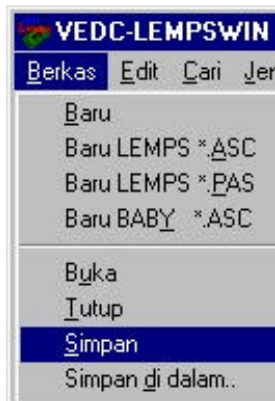 VEDC-LEMPSWIN
Berkas Edit Cari
Baru
Baru LEMPS *.ASC
Baru LEMPS *.PAS
Baru BABY *.ASC
Buka
Tutup
Simpan
Simpan di dalam..